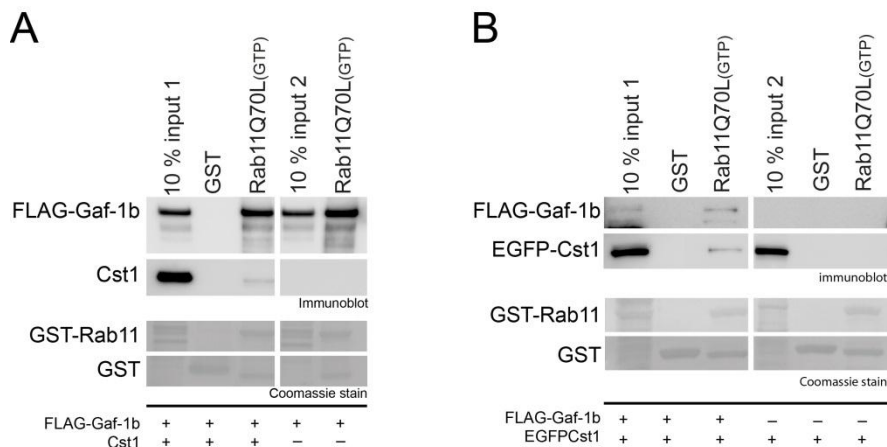 A
10 % input 1
GST
Rab11Q70L(GTP)
10 % input 2
Rab11Q70L(GTP)
FLAG-Gaf-1b
Cst1
Immunoblot
GST-Rab11
GST
Coomassie stain
FLAG-Gaf-1b + + + + +
Cst1 + + + – –
B
10 % input 1
GST
Rab11Q70L(GTP)
10 % input 2
GST
Rab11Q70L(GTP)
FLAG-Gaf-1b
EGFP-Cst1
immunoblot
GST-Rab11
GST
Coomassie stain
FLAG-Gaf-1b + + + – – –
EGFPCst1 + + + + + +